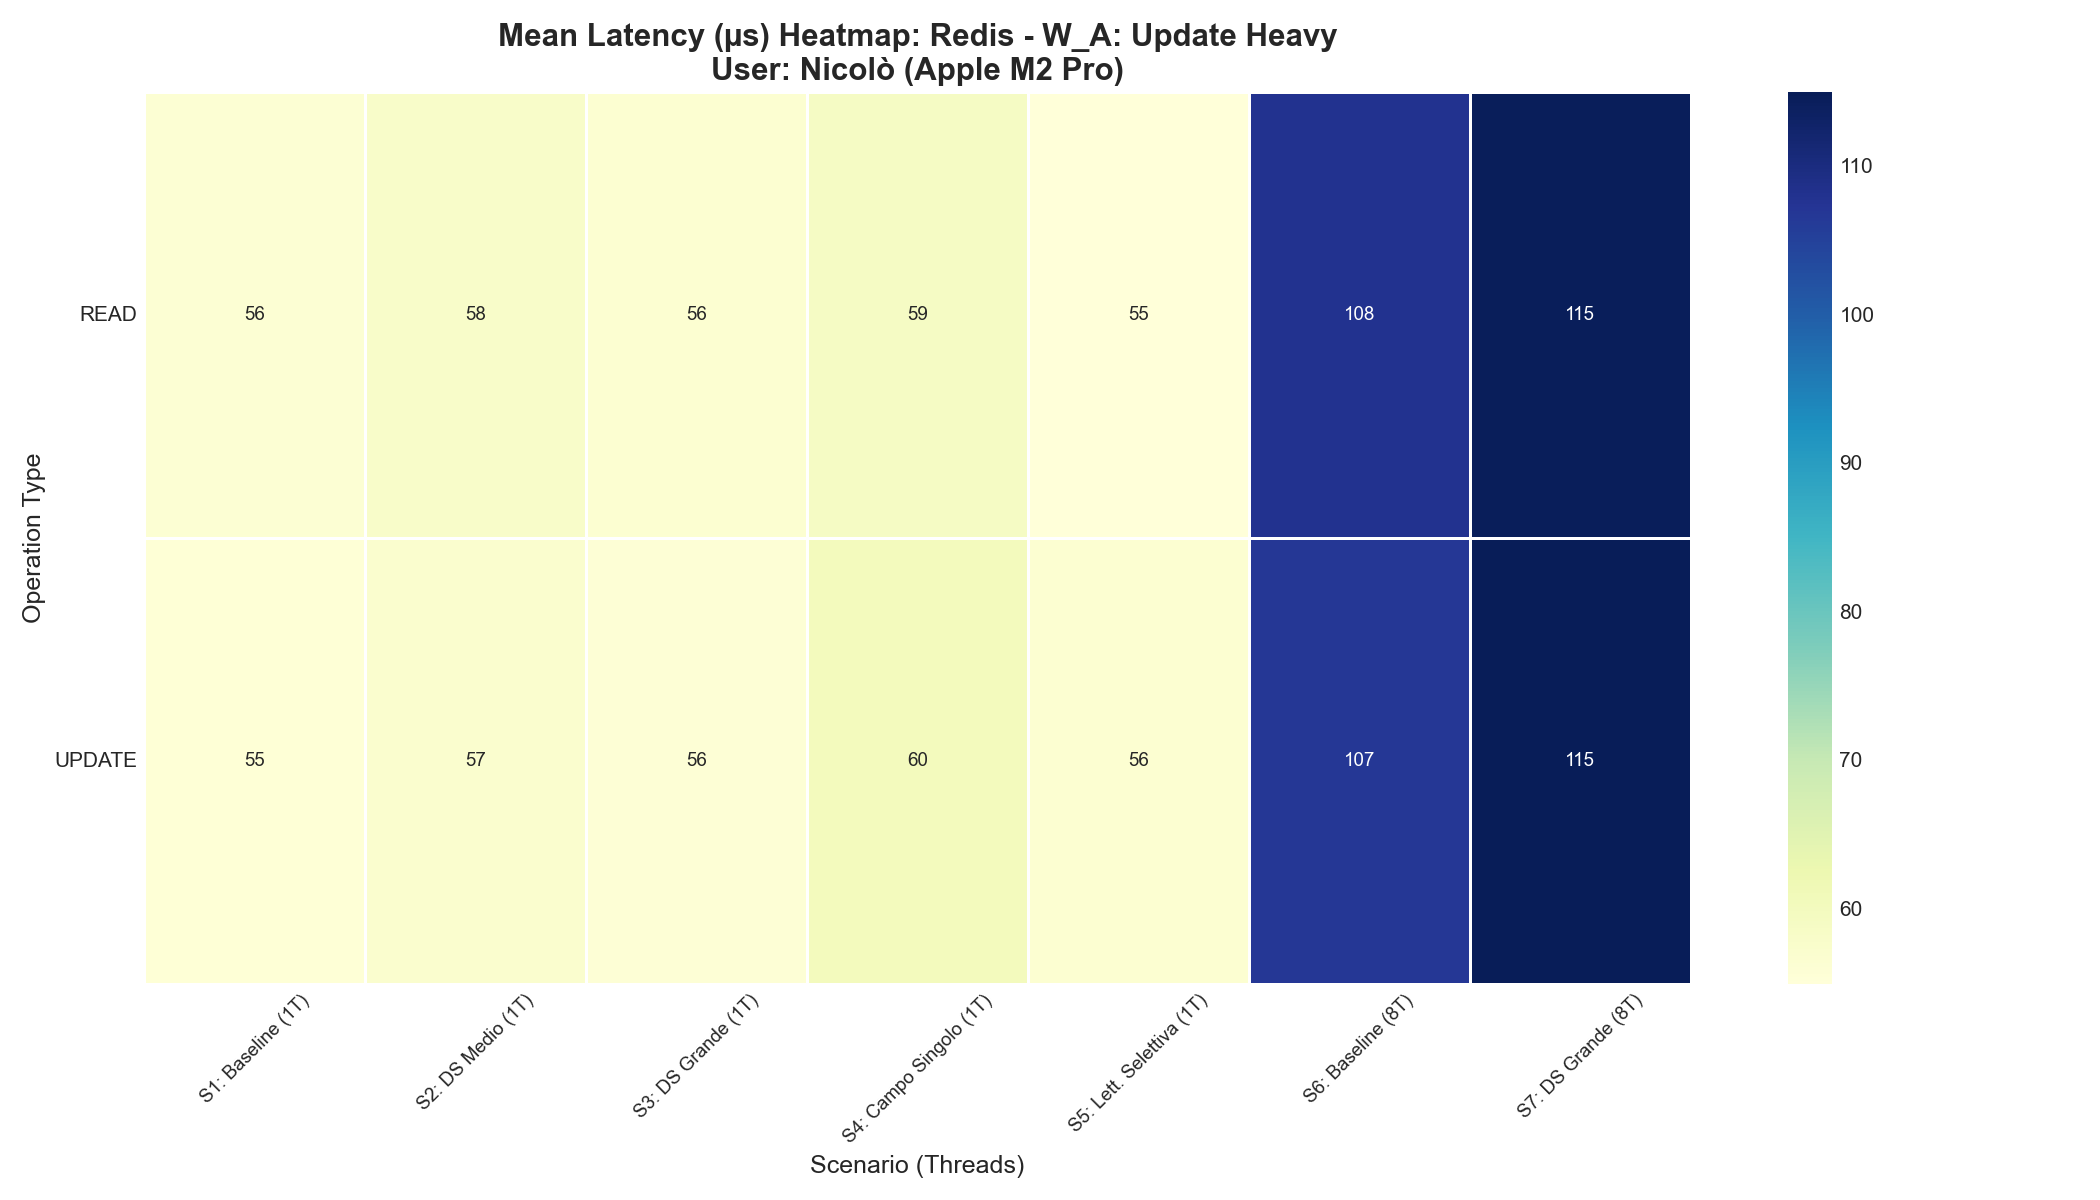 Mean Latency (µs) Heatmap: Redis - W_A: Update Heavy
User: Nicolò (Apple M2 Pro)
Operation Type
READ
56
58
56
59
55
108
115
UPDATE
55
57
56
60
56
107
115
S1: Baseline (1T)
S2: DS Medio (1T)
S3: DS Grande (1T)
S4: Campo Singolo (1T)
S5: Lett. Selettiva (1T)
S6: Baseline (8T)
S7: DS Grande (8T)
Scenario (Threads)
110
100
90
80
70
60